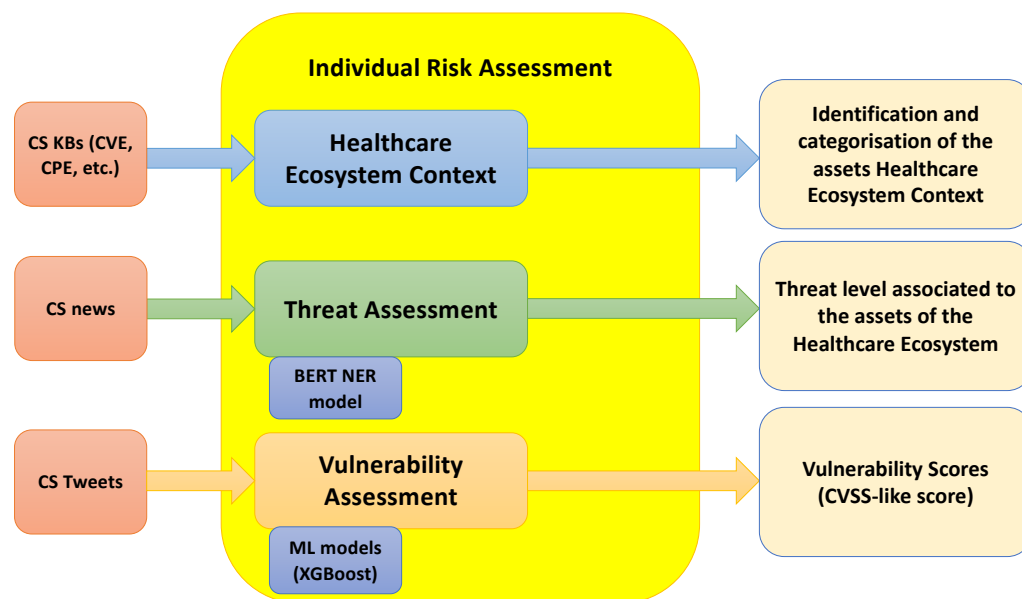 Individual Risk Assessment
CS KBs (CVE,
CPE, etc.)
Healthcare
Ecosystem Context
Identification and
categorisation of the
assets Healthcare
Ecosystem Context
CS news
Threat Assessment
Threat level associated to
the assets of the
Healthcare Ecosystem
BERT NER
model
CS Tweets
Vulnerability
Assessment
Vulnerability Scores
(CVSS-like score)
ML models
(XGBoost)